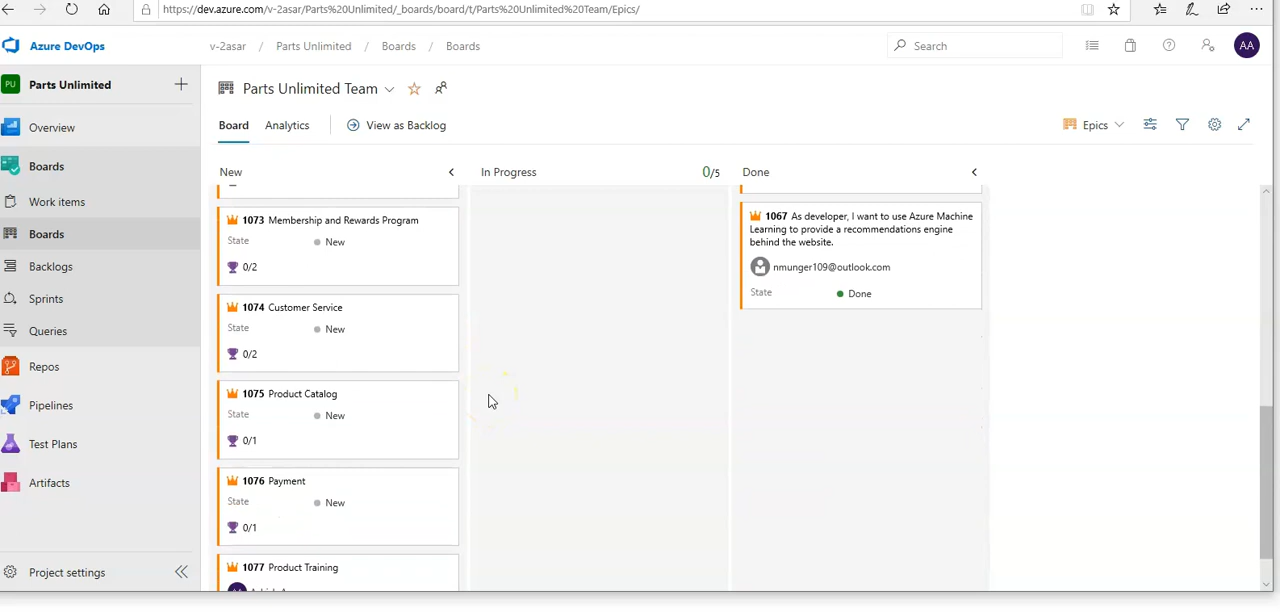 https://dev.azure.com/v-2asar/Parts%20Unlimited/_boards/board/t/Parts%20Unlimited%20Team/Epics/
Azure DevOps
v-2asar / Parts Unlimited / Boards / Boards
Search
AA
PU Parts Unlimited
Overview
Boards
Work items
Boards
Backlogs
Sprints
Queries
Repos
Pipelines
Test Plans
Artifacts
Project settings
Parts Unlimited Team
Board Analytics View as Backlog
Epics
New
1073 Membership and Rewards Program
State New
0/2
1074 Customer Service
State New
0/2
1075 Product Catalog
State New
0/1
1076 Payment
State New
0/1
1077 Product Training
In Progress 0/5
Done
1067 As developer, I want to use Azure Machine
Learning to provide a recommendations engine
behind the website.
nmunger109@outlook.com
State Done